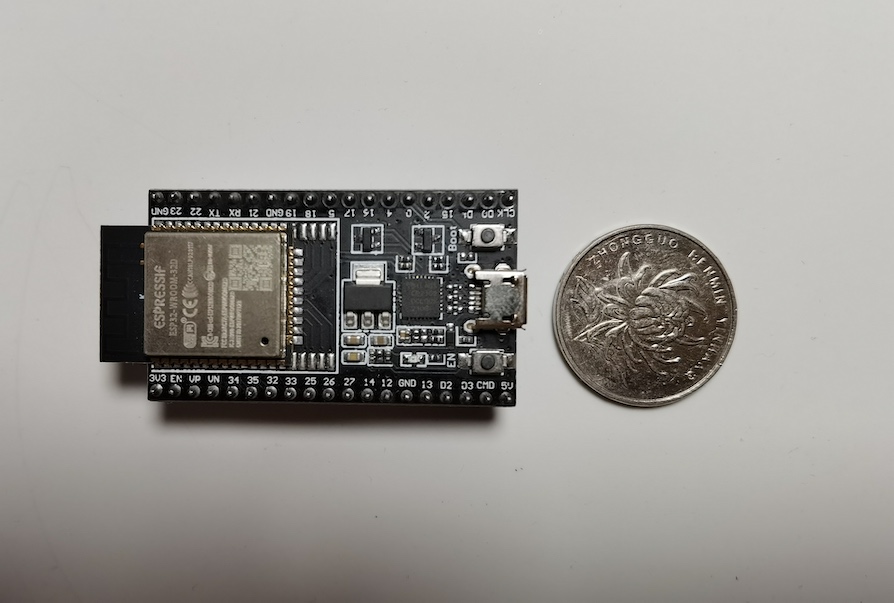 GND 23 22 TX RX 21 GND 19 18 5 17 16 4 0 2 15 D1 D0 CLK
Boot
ESPRESSIF
ESP32-WROOM-32D
CE
EN
3V3 EN VP VN 34 35 32 33 25 26 27 14 12 GND 13 D2 D3 CMD 5V
ZHONGGUO RENMIN YINHANG